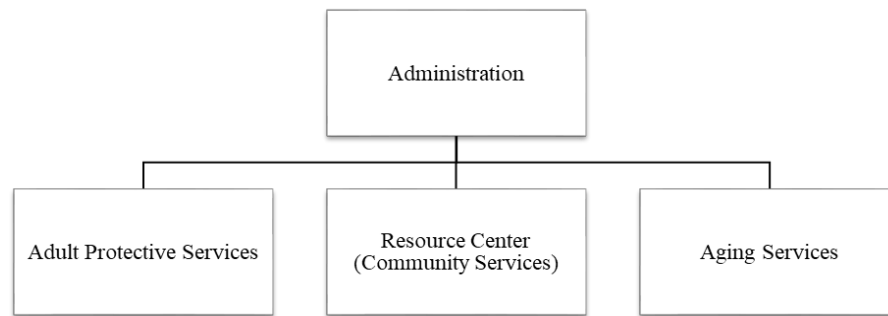 Administration
Adult Protective Services
Resource Center
(Community Services)
Aging Services